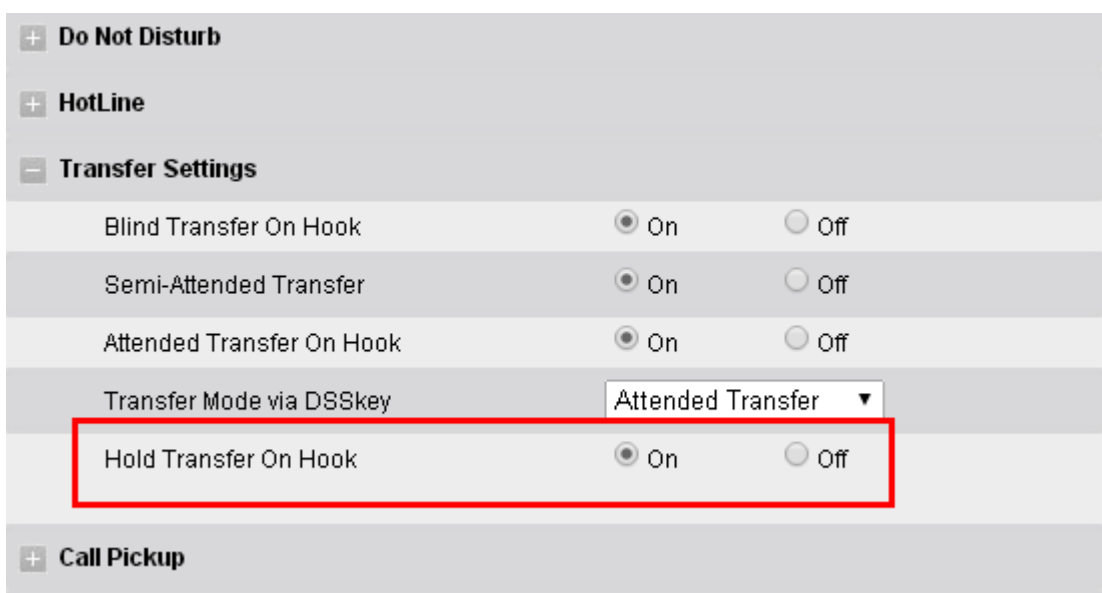 Do Not Disturb
HotLine
Transfer Settings
Blind Transfer On Hook On Off
Semi-Attended Transfer On Off
Attended Transfer On Hook On Off
Transfer Mode via DSSkey Attended Transfer
Hold Transfer On Hook On Off
Call Pickup